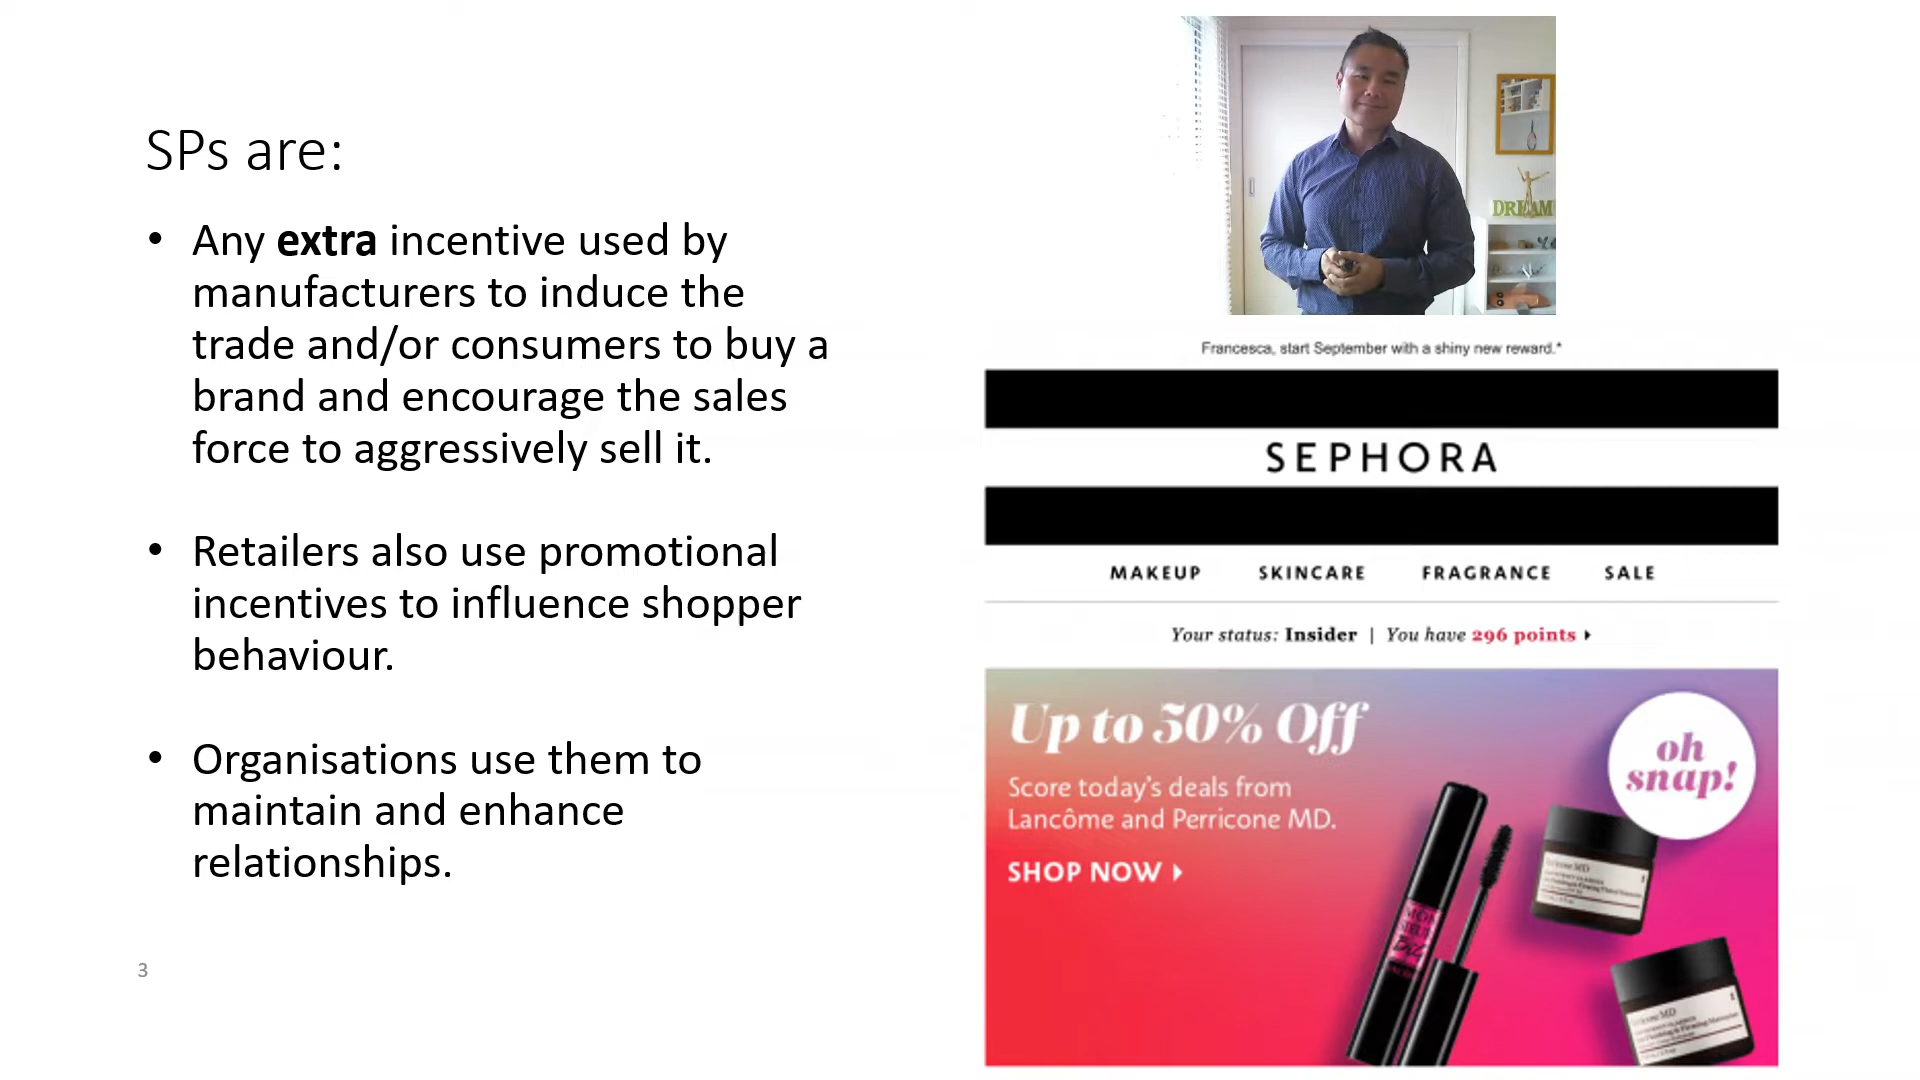 SPs are:
• Any extra incentive used by
manufacturers to induce the
trade and/or consumers to buy a
brand and encourage the sales
force to aggressively sell it.
• Retailers also use promotional
incentives to influence shopper
behaviour.
• Organisations use them to
maintain and enhance
relationships.
3
DREAM
Francesca, start September with a shiny new reward.*
SEPHORA
MAKEUP SKINCARE FRAGRANCE SALE
Your status: Insider | You have 296 points
Up to 50% Off
Score today's deals from
Lancôme and Perricone MD.
SHOP NOW
oh
snap!